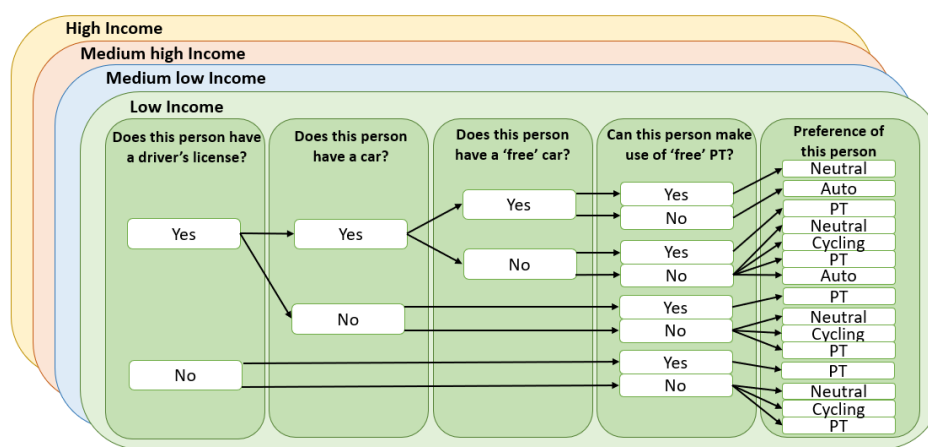 High Income
Medium high Income
Medium low Income
Low Income
Does this person have
a driver's license?
Yes
No
Does this person
have a car?
Yes
No
Does this person
have a 'free' car?
Yes
No
Can this person make
use of 'free' PT?
Yes
No
Yes
No
Yes
No
Yes
No
Preference of
this person
Neutral
Auto
PT
Neutral
Cycling
PT
Auto
PT
Neutral
Cycling
PT
PT
Neutral
Cycling
PT